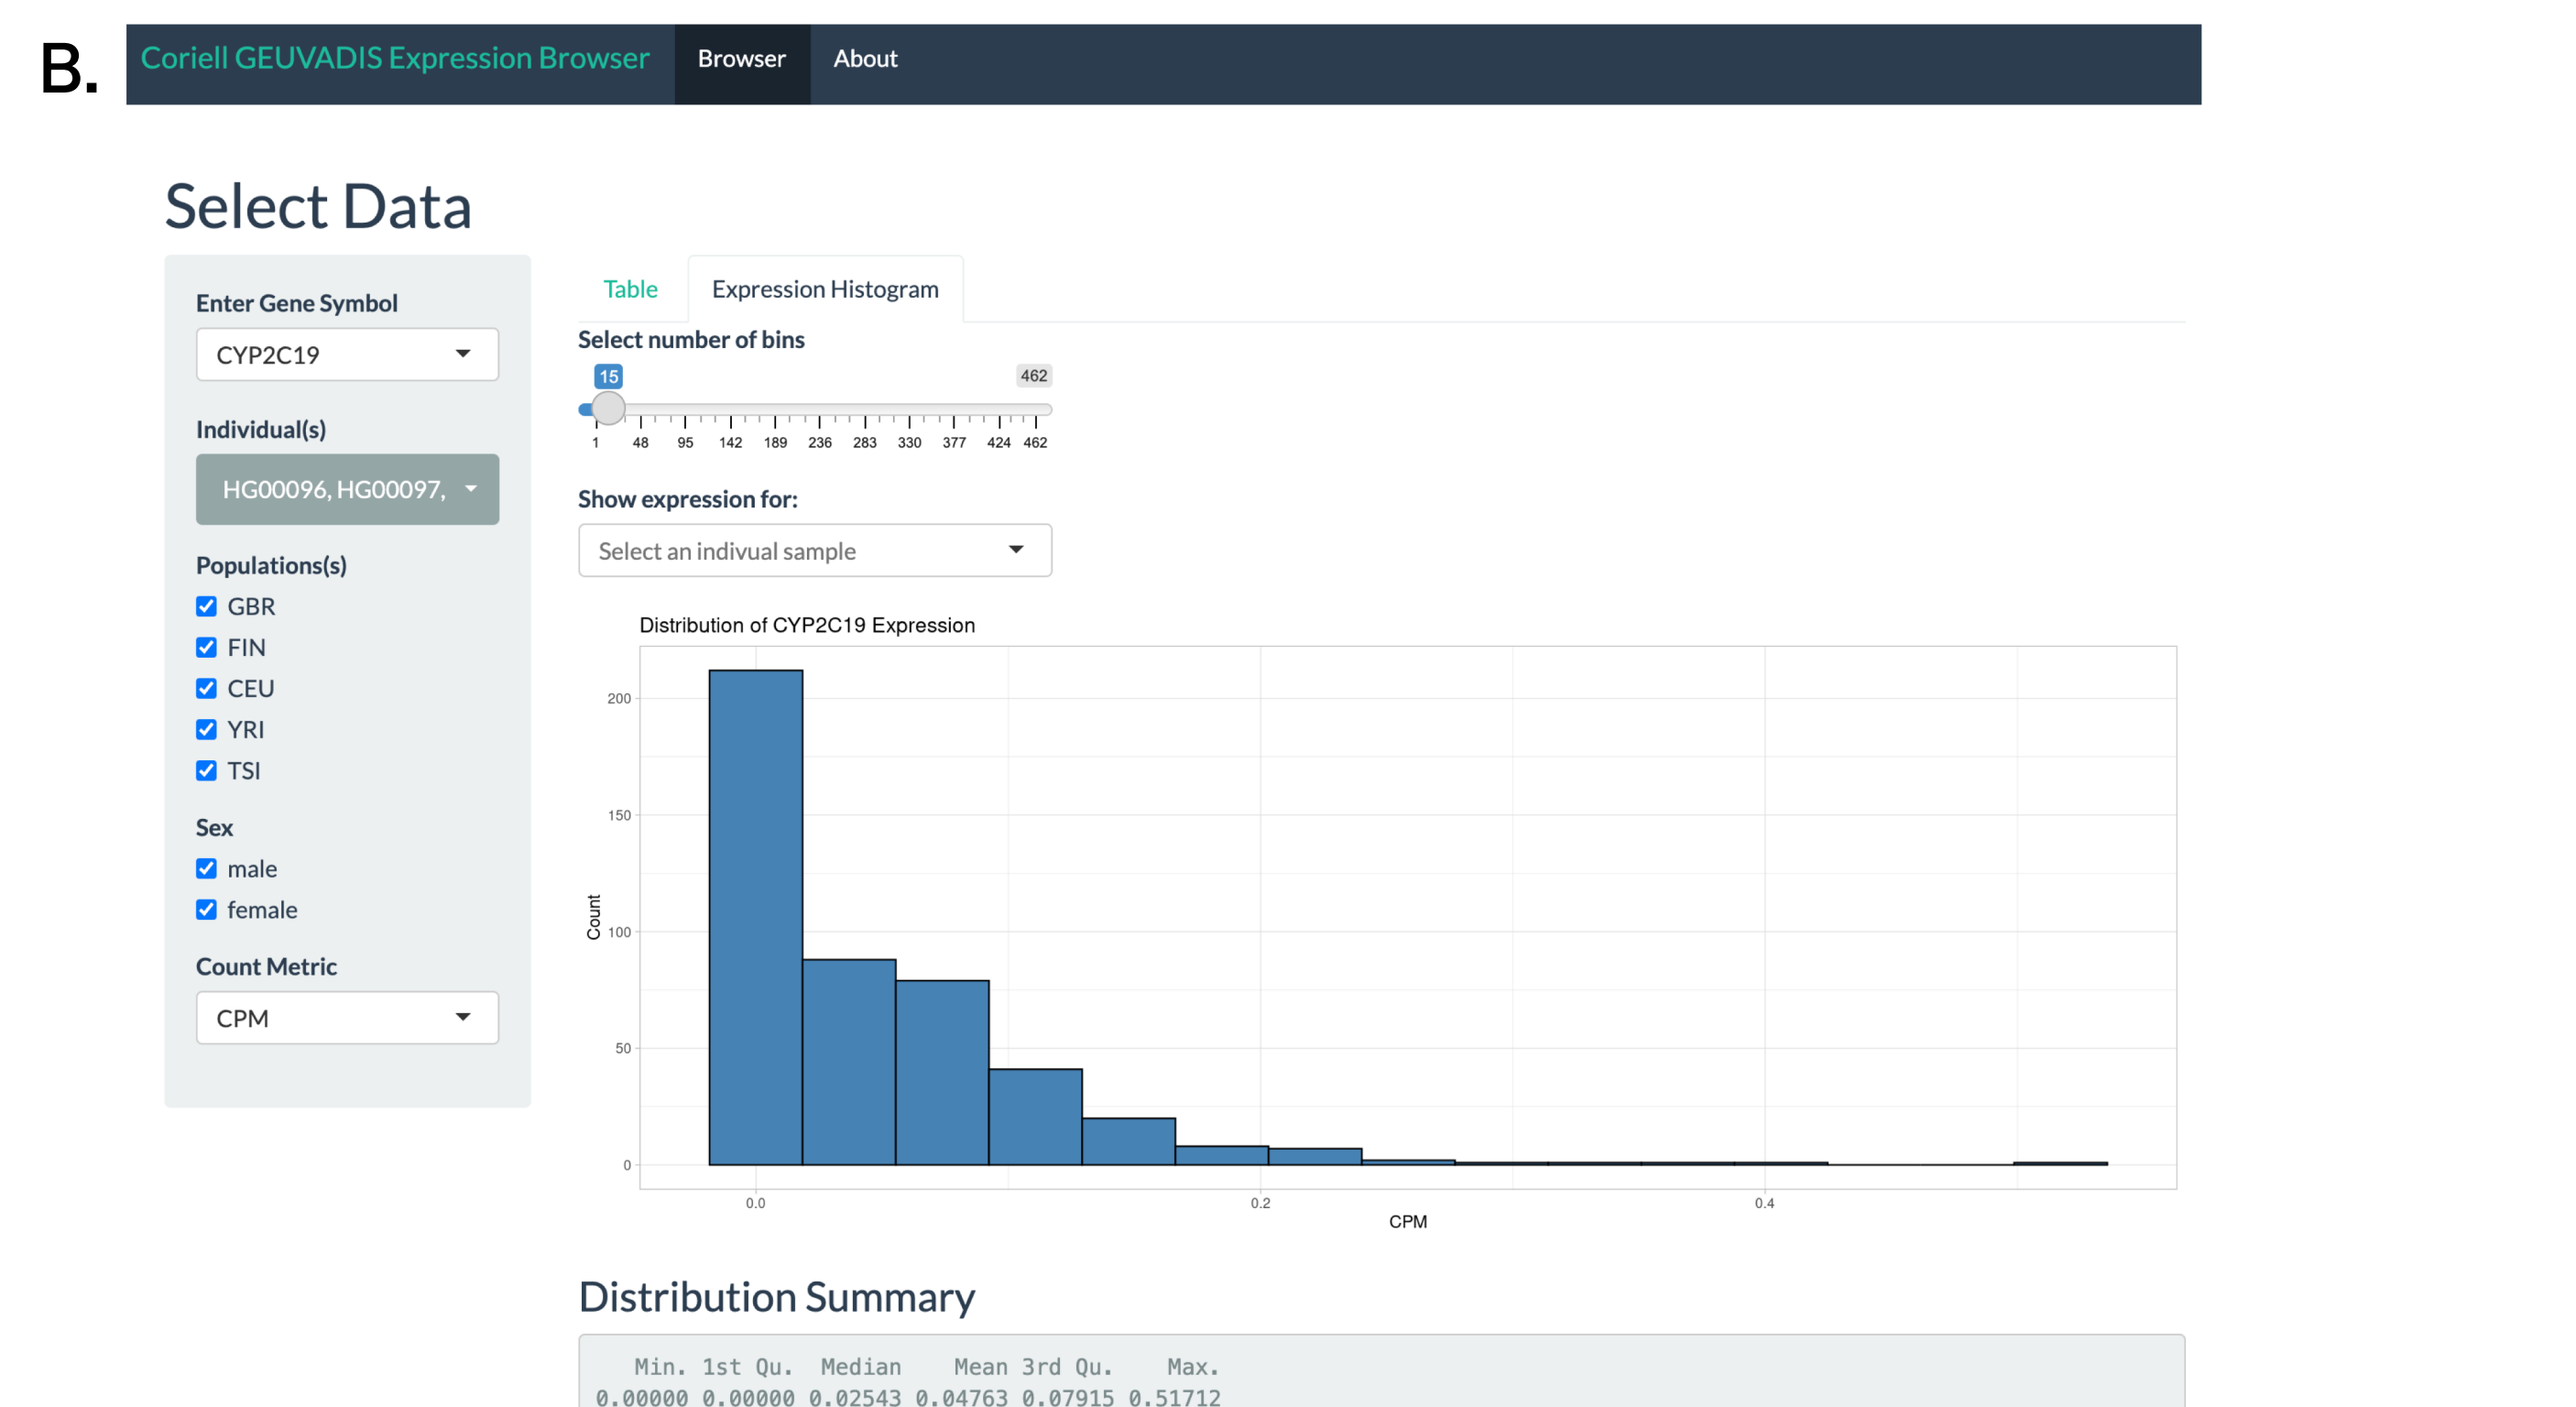 B.
Coriell GEUVADIS Expression Browser Browser About
Select Data
Enter Gene Symbol
CYP2C19
Individual(s)
HG00096, HG00097,
Populations(s)
GBR
FIN
CEU
YRI
TSI
Sex
male
female
Count Metric
CPM
Table Expression Histogram
Select number of bins
15 462
1 48 95 142 189 236 283 330 377 424 462
Show expression for:
Select an indivual sample
Distribution of CYP2C19 Expression
200
150
100
50
0
Count
0.0 0.2 0.4
CPM
Distribution Summary
Min. 1st Qu. Median Mean 3rd Qu. Max.
0.00000 0.00000 0.02543 0.04763 0.07915 0.51712